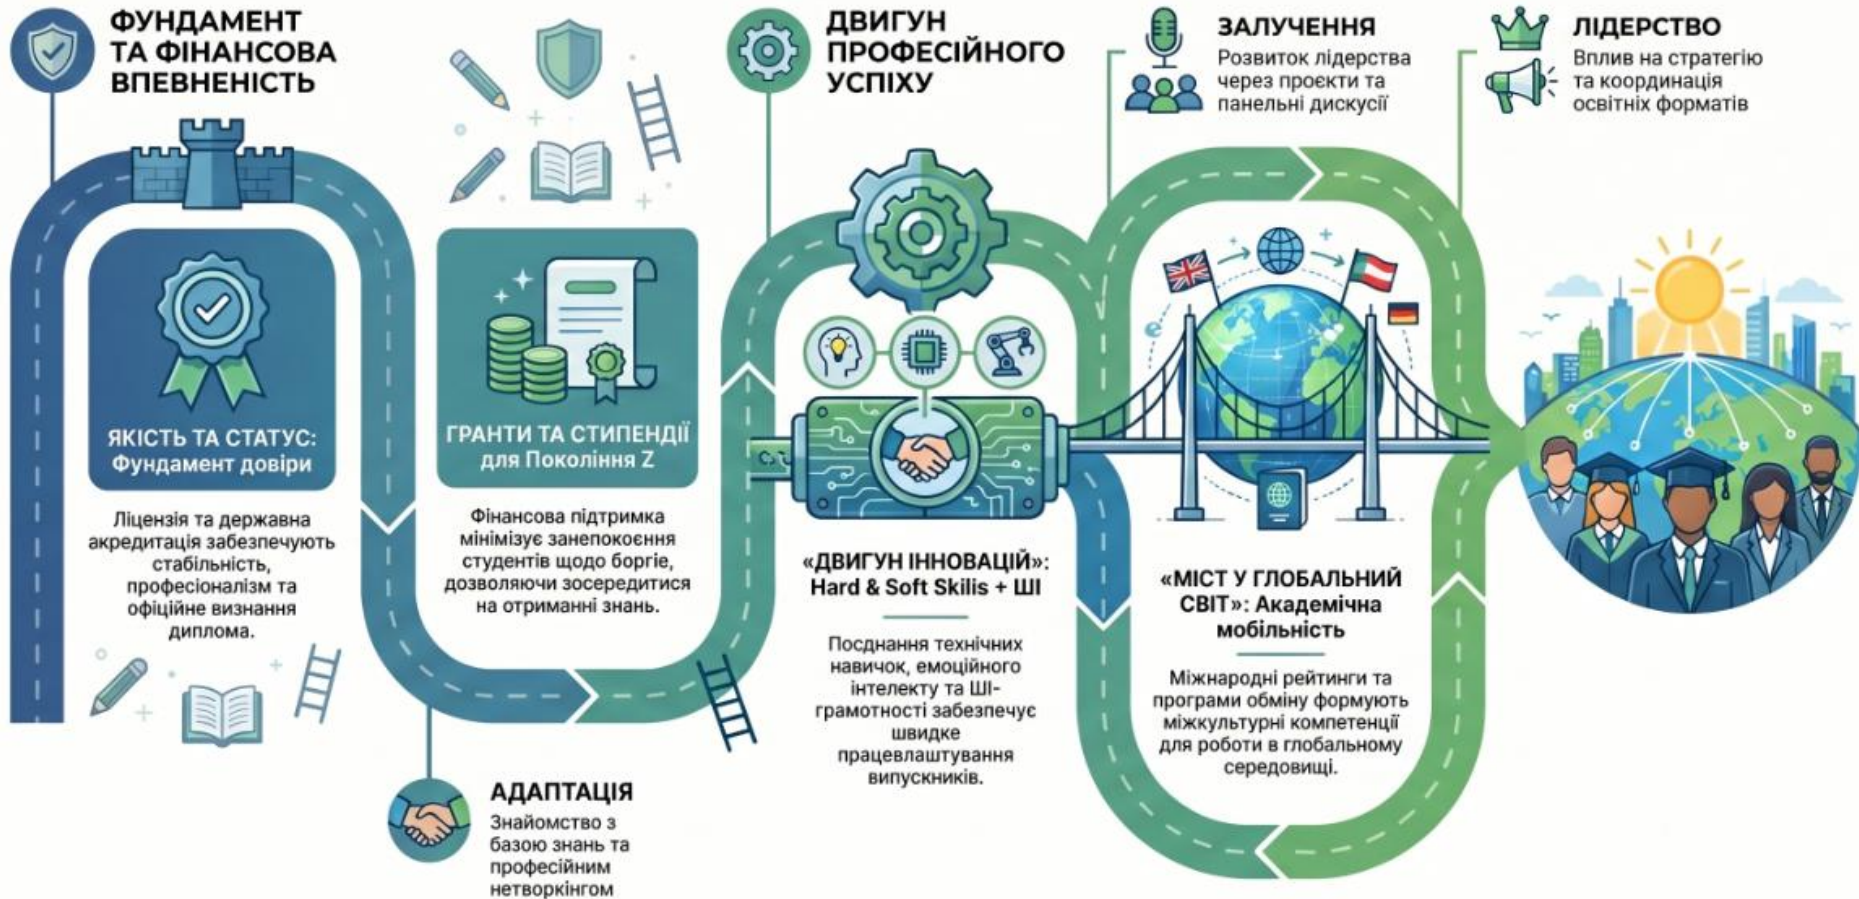 ФУНДАМЕНТ
ТА ФІНАНСОВА
ВПЕВНЕНІСТЬ
ЯКІСТЬ ТА СТАТУС:
Фундамент довіри
Ліцензія та державна
акредитація забезпечують
стабільність,
професіоналізм та
офіційне визнання
диплома.
ГРАНТИ ТА СТИПЕНДІЇ
для Покоління Z
Фінансова підтримка
мінімізує занепокоєння
студентів щодо боргіе,
дозволяючи зосередитися
на отриманні знань.
АДАПТАЦІЯ
Знайомство з
базою знань та
професійним
нетворкінгом
ДВИГУН
ПРОФЕСІЙНОГО
УСПІХУ
«ДВИГУН ІННОВАЦІЙ»:
Hard & Soft Skilis + ШІ
Посднання технічних
навичок, емоційного
інтелекту та ШІ-
грамотності забезпечує
швидке
працевлаштування
випускників.
ЗАЛУЧЕННЯ
Розвиток лідерства
через проєкти та
панельні дискусії
«МІСТ У ГЛОБАЛЬНИЙ
СВІТ»: Академічна
мобільність
Міжнародні рейтинги та
програми обміну формують
міжкультурні компетенції
для роботи в глобальному
середовищі.
ЛІДЕРСТВО
Вплив на стратегію
та координація
освітніх форматів